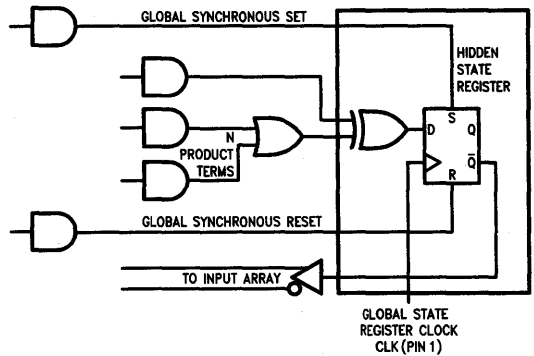 GLOBAL SYNCHRONOUS SET
HIDDEN
STATE
REGISTER
S
D
Q
N
PRODUCT
TERMS
Q̅
R
GLOBAL SYNCHRONOUS RESET
TO INPUT ARRAY
GLOBAL STATE
REGISTER CLOCK
CLK (PIN 1)